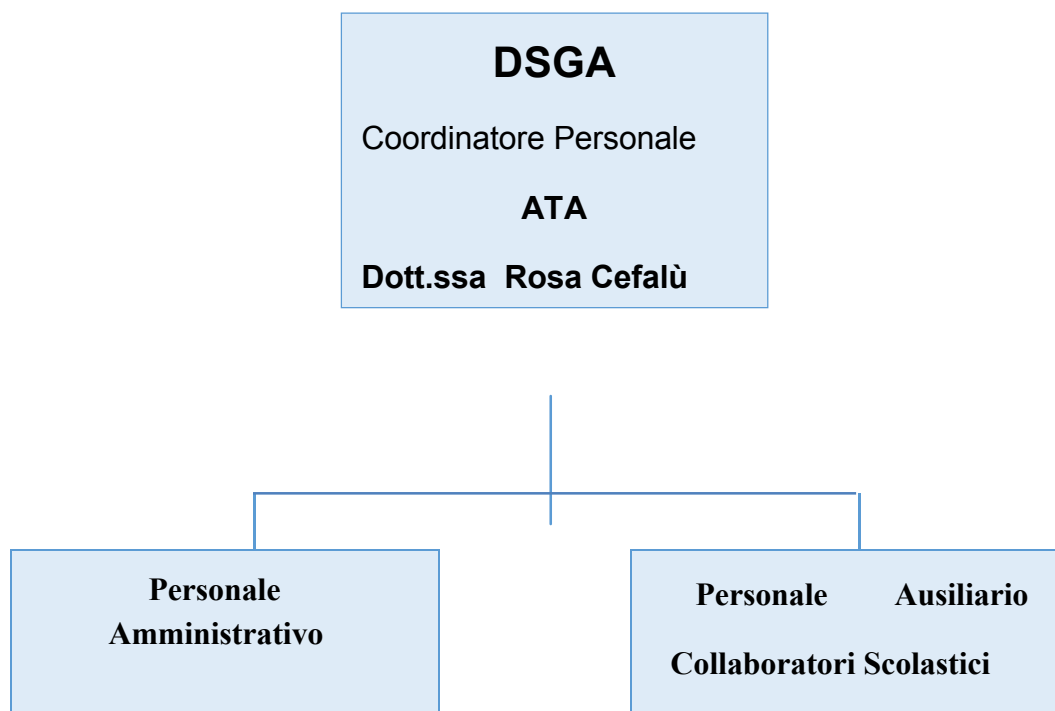 DSGA
Coordinatore Personale
ATA
Dott.ssa Rosa Cefalù
Personale
Amministrativo
Personale Ausiliario
Collaboratori Scolastici